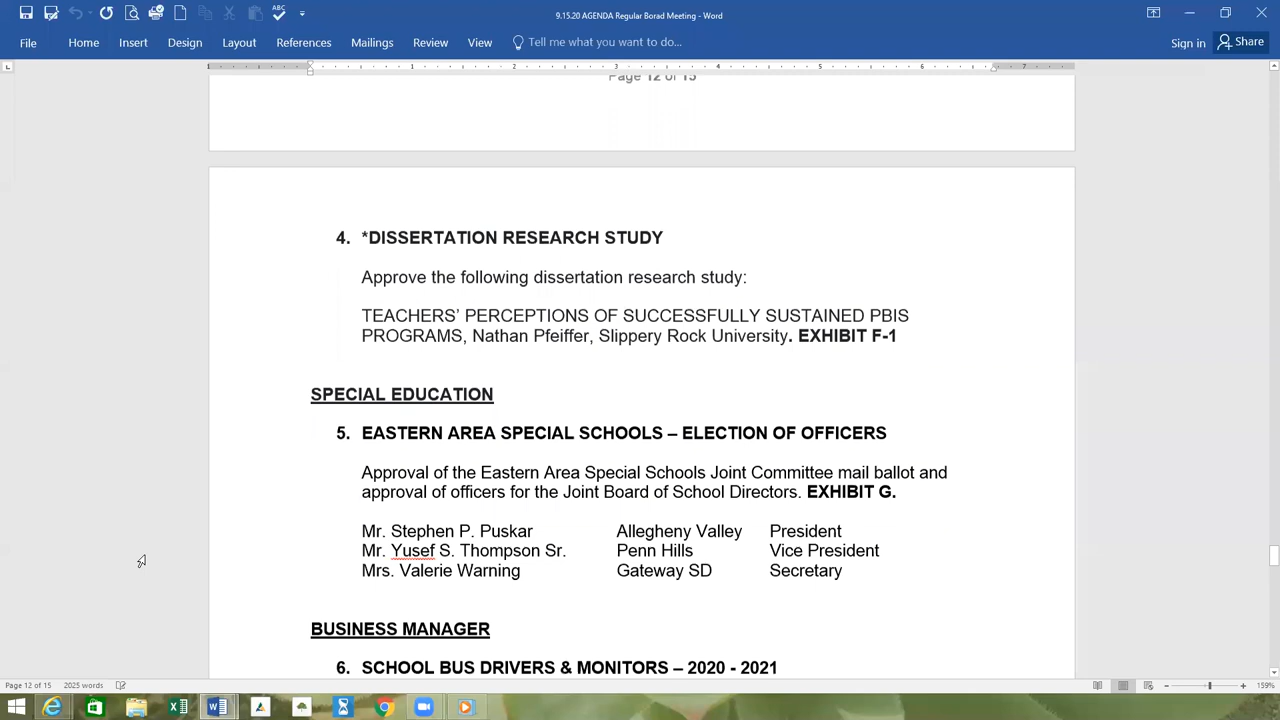 9.15.20 AGENDA Regular Borad Meeting - Word
File Home Insert Design Layout References Mailings Review View Tell me what you want to do... Sign in Share
Page 12 of 15
4. *DISSERTATION RESEARCH STUDY
Approve the following dissertation research study:
TEACHERS’ PERCEPTIONS OF SUCCESSFULLY SUSTAINED PBIS
PROGRAMS, Nathan Pfeiffer, Slippery Rock University. EXHIBIT F-1
SPECIAL EDUCATION
5. EASTERN AREA SPECIAL SCHOOLS – ELECTION OF OFFICERS
Approval of the Eastern Area Special Schools Joint Committee mail ballot and
approval of officers for the Joint Board of School Directors. EXHIBIT G.
Mr. Stephen P. Puskar Allegheny Valley President
Mr. Yusef S. Thompson Sr. Penn Hills Vice President
Mrs. Valerie Warning Gateway SD Secretary
BUSINESS MANAGER
6. SCHOOL BUS DRIVERS & MONITORS – 2020 - 2021
Page 12 of 15 2025 words 159%